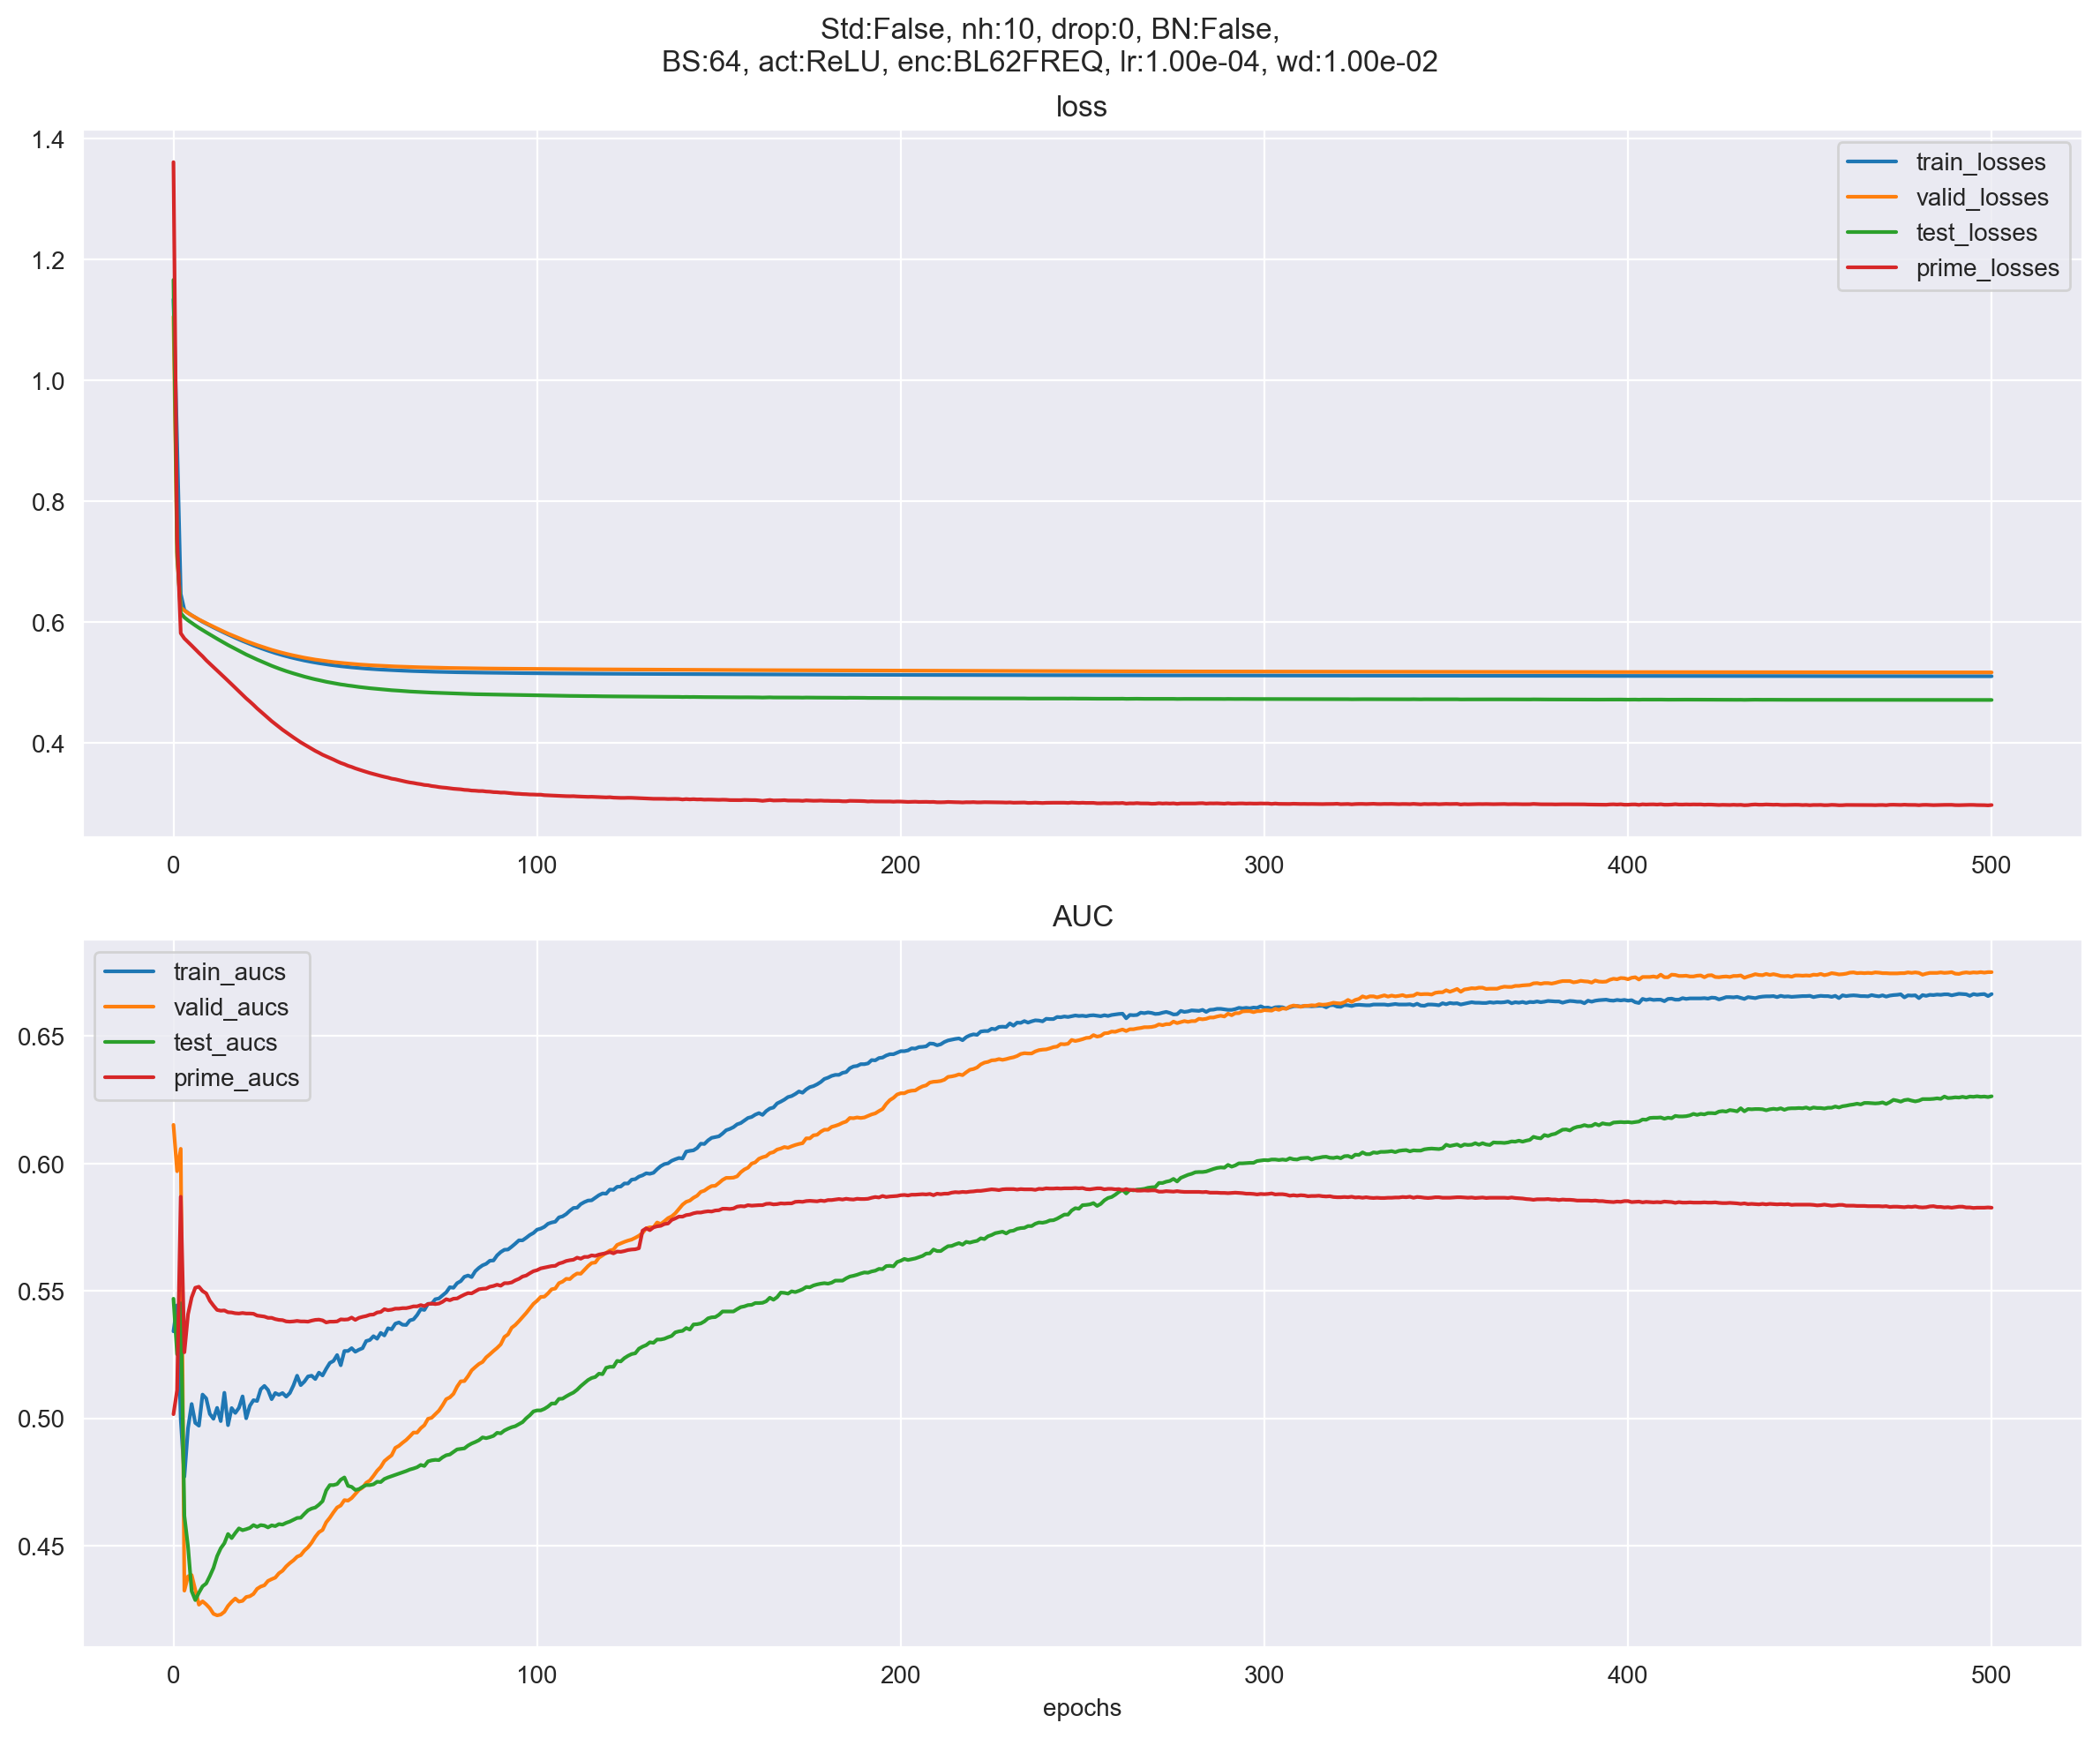 Std:False, nh:10, drop:0, BN:False,
BS:64, act:ReLU, enc:BL62FREQ, lr:1.00e-04, wd:1.00e-02
loss
1.4
1.2
1.0
0.8
0.6
0.4
train_losses
valid_losses
test_losses
prime_losses
0 100 200 300 400 500
AUC
train_aucs
valid_aucs
test_aucs
prime_aucs
0.65
0.60
0.55
0.50
0.45
0 100 200 300 400 500
epochs